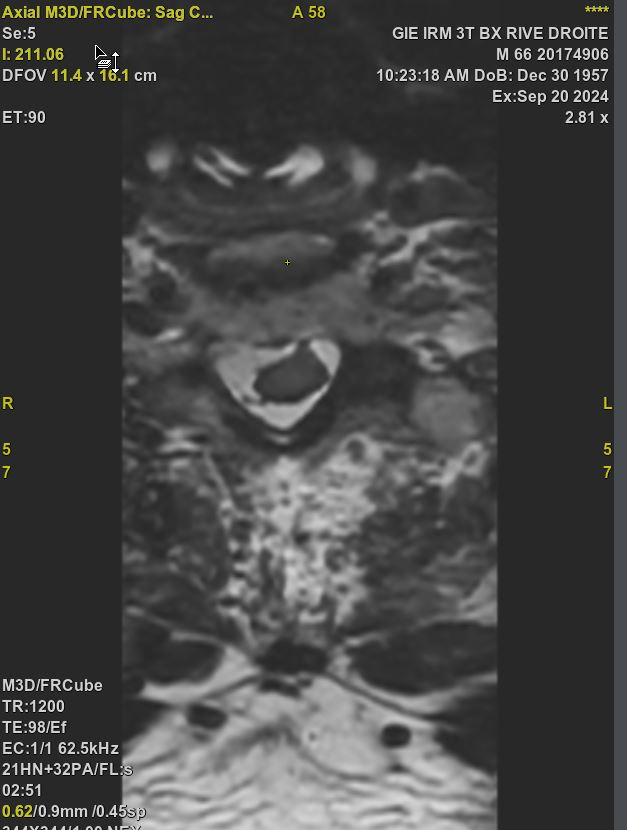 Axial M3D/FRCube: Sag C...
A 58
****
Se:5
GIE IRM 3T BX RIVE DROITE
I: 211.06
M 66 20174906
DFOV 11.4 x 16.1 cm
10:23:18 AM DoB: Dec 30 1957
Ex:Sep 20 2024
ET:90
2.81 x
R
L
5
5
7
7
M3D/FRCube
TR:1200
TE:98/Ef
EC:1/1 62.5kHz
21HN+32PA/FL:s
02:51
0.62/0.9mm /0.45sp